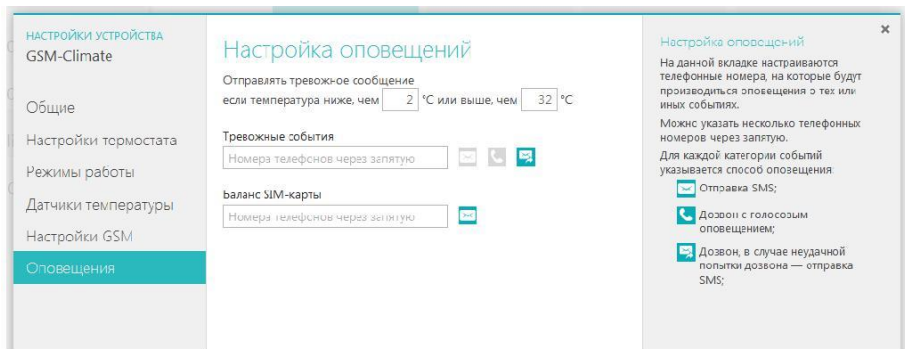 НАСТРОЙКИ УСТРОЙСТВА
GSM-Climate
Общие
Настройки тормостата
Режимы работы
Датчики température
Настройки GSM
Оповещения
Настройка оповещений
Отправлять тревожное сообщение
если температура ниже, чем 2 °C или выше, чем 32 °C
Тревожные события
Номера телефонов через запятую
Баланс SIM-карты
Номера телефонов через запятую
Настройка оповещений
На данной вкладке настраиваются
телефонные номера, на которые будут
производиться оповещения о тех или
иных событиях.
Можно указать несколько телефонных
номеров через запятую.
Для каждой категории событий
указывается способ оповещения:
Отправка SMS;
Дозвон с голосовым
оповещением;
Дозвон, в случае неудачной
попытки дозвона — отправка
SMS;